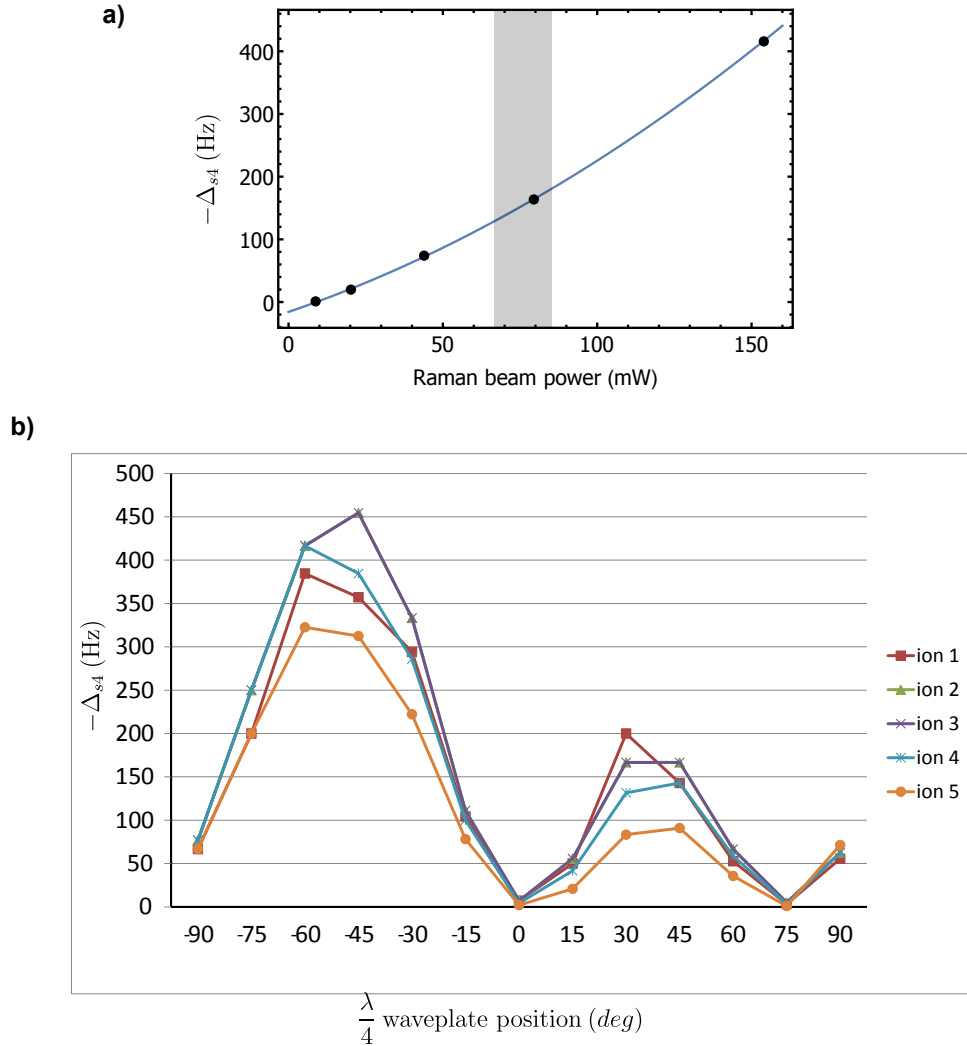 a)
−Δs4 (Hz)
400
300
200
100
0
0 50 100 150
Raman beam power (mW)
b)
−Δs4 (Hz)
500
450
400
350
300
250
200
150
100
50
0
-90 -75 -60 -45 -30 -15 0 15 30 45 60 75 90
ion 1
ion 2
ion 3
ion 4
ion 5
λ/4 waveplate position (deg)